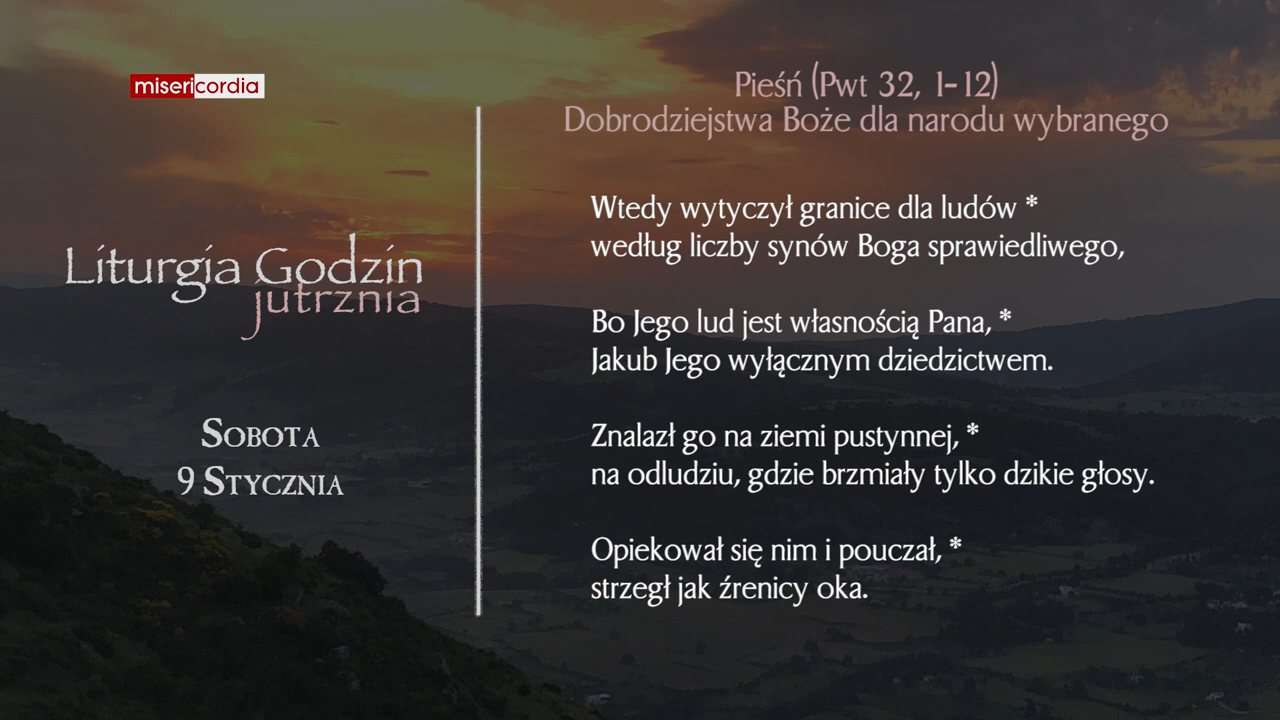 misericordia
Liturgia Godzin
jutrznia
Sobota
9 Stycznia
Pieśń (Pwt 32, 1-12)
Dobrodziejstwa Boże dla narodu wybranego
Wtedy wytyczył granice dla ludów *
według liczby synów Boga sprawiedliwego,
Bo Jego lud jest własnością Pana, *
Jakub Jego wyłącznym dziedzictwem.
Znalazł go na ziemi pustynnej, *
na odludziu, gdzie brzmiały tylko dzikie głosy.
Opiekował się nim i pouczał, *
strzegł jak źrenicy oka.